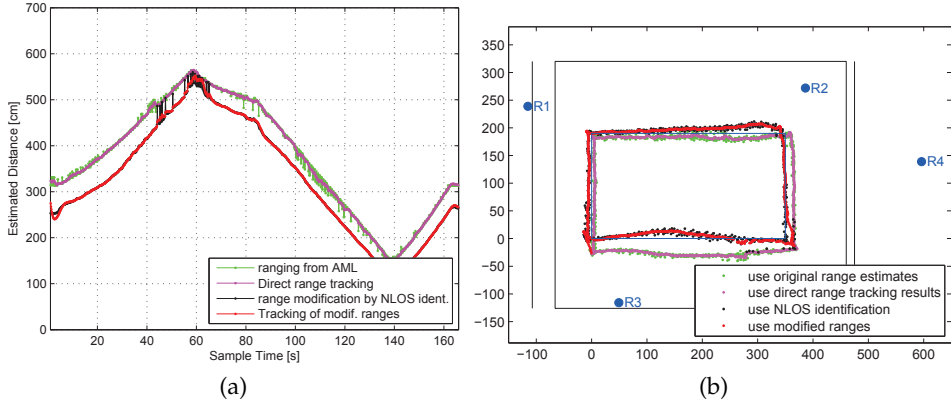 700
600
500
400
300
200
100
0
Estimated Distance [cm]
ranging from AML
Direct range tracking
range modification by NLOS ident.
Tracking of modif. ranges
20 40 60 80 100 120 140 160
Sample Time [s]
(a)
350
300
250
200
150
100
50
0
−50
−100
−150
R1
R2
R4
R3
use original range estimates
use direct range tracking results
use NLOS identification
use modified ranges
−100 0 100 200 300 400 500 600
(b)